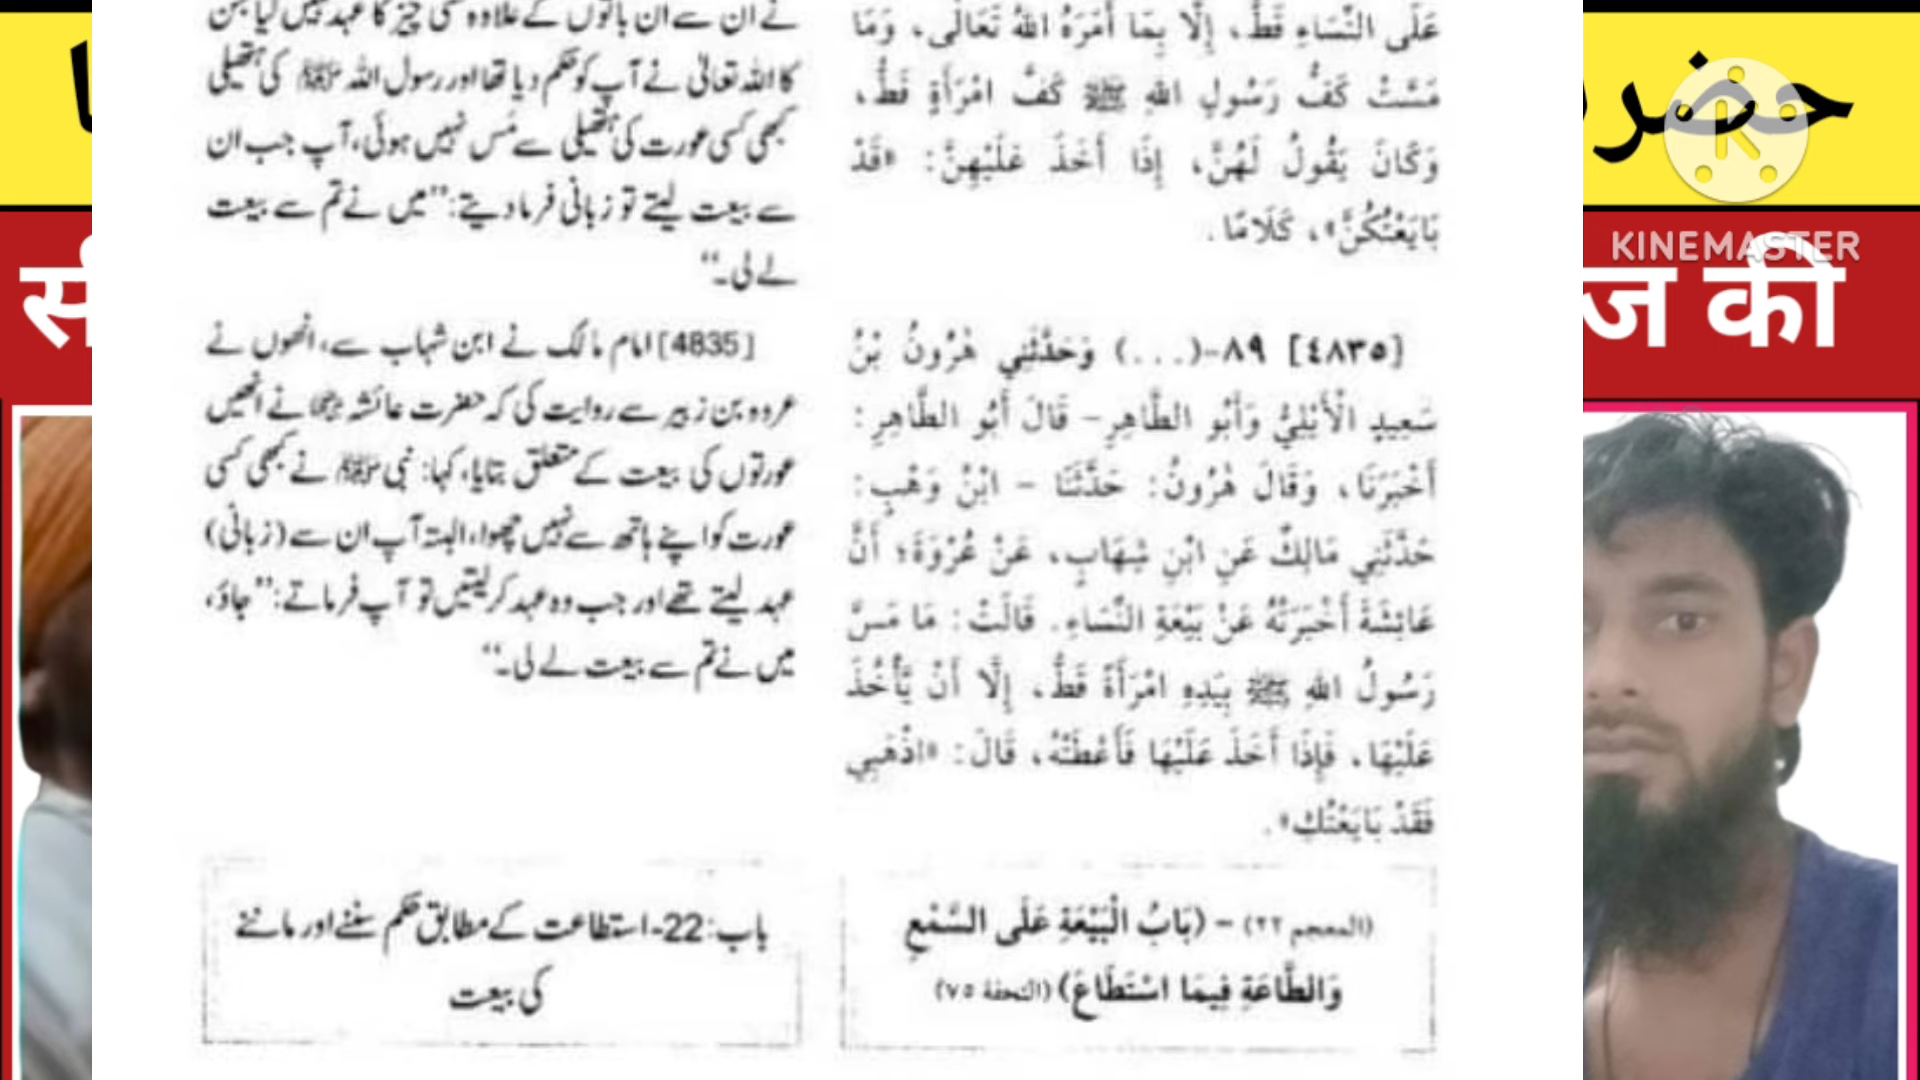 عَلَى النِّسَاءِ قَطُّ، إِلَّا بِمَا أَمَرَهُ اللهُ تَعَالَى، وَمَا
مَسَّتْ كَفُّ رَسُولِ اللهِ ﷺ كَفَّ امْرَأَةٍ قَطُّ،
وَكَانَ يَقُولُ لَهُنَّ، إِذَا أَخَذَ عَلَيْهِنَّ: «قَدْ
بَايَعْتُكُنَّ»، كَلَامًا.
[٤٨٣٥] ٨٩-(...) وَحَدَّثَنِي هَٰرُونُ بْنُ
سَعِيدٍ الْأَيْلِيُّ وَأَبُو الطَّاهِرِ- قَالَ أَبُو الطَّاهِرِ:
أَخْبَرَنَا، وَقَالَ هَٰرُونُ: حَدَّثَنَا - ابْنُ وَهْبٍ:
حَدَّثَنِي مَالِكٌ عَنِ ابْنِ شِهَابٍ، عَنْ عُرْوَةَ؛ أَنَّ
عَائِشَةَ أَخْبَرَتْهُ عَنْ بَيْعَةِ النِّسَاءِ. قَالَتْ: مَا مَسَّ
رَسُولُ اللهِ ﷺ بِيَدِهِ امْرَأَةً قَطُّ، إِلَّا أَنْ يَّأْخُذَ
عَلَيْهَا، فَإِذَا أَخَذَ عَلَيْهَا فَأَعْطَتْهُ، قَالَ: «اذْهَبِي
فَقَدْ بَايَعْتُكِ».
(المعجم ٢٢) - (بَابُ الْبَيْعَةِ عَلَى السَّمْعِ
وَالطَّاعَةِ فِيمَا اسْتَطَاعَ) (التحفة ٧٥)
نے ان سے ان باتوں کے علاوہ کسی چیز کا عہد نہیں لیا جن
کا اللہ تعالیٰ نے آپ کو حکم دیا تھا اور رسول اللہ ﷺ کی ہتھیلی
کبھی کسی عورت کی ہتھیلی سے مَس نہیں ہوئی، آپ جب ان
سے بیعت لیتے تو زبانی فرما دیتے: ”میں نے تم سے بیعت
لے لی۔“
[4835] امام مالک نے ابن شہاب سے، انھوں نے
عروہ بن زبیر سے روایت کی کہ حضرت عائشہ ؓ نے انھیں
عورتوں کی بیعت کے متعلق بتایا، کہا: نبی ﷺ نے کبھی کسی
عورت کو اپنے ہاتھ سے نہیں چھوا، البتہ آپ ان سے (زبانی)
عہد لیتے تھے اور جب وہ عہد کر لیتیں تو آپ فرماتے: ”جاؤ،
میں نے تم سے بیعت لے لی۔“
باب: 22-استطاعت کے مطابق حکم سننے اور ماننے
کی بیعت
KINEMASTER
ज की